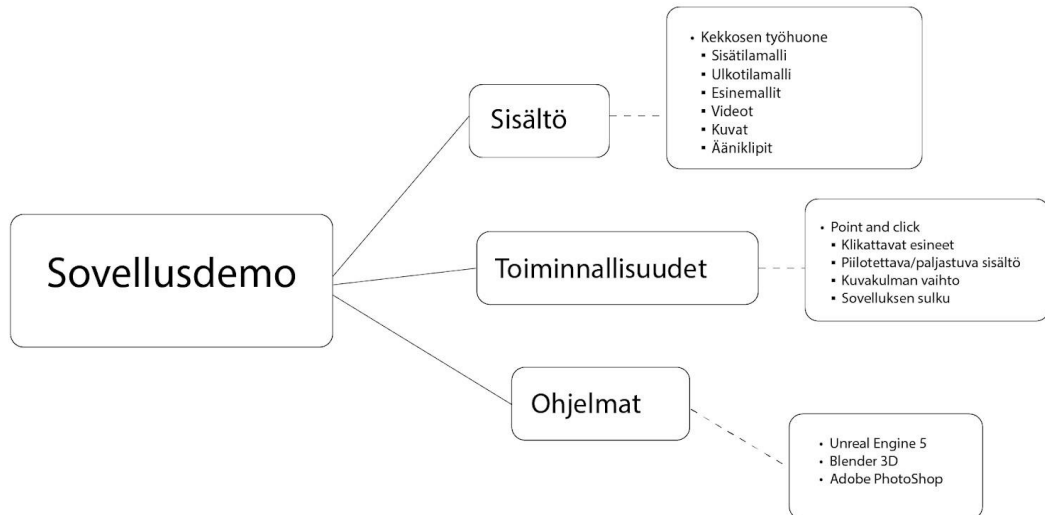 Sovellusdemo
Sisältö
• Kekkosen työhuone
▪ Sisätilamalli
▪ Ulkotilamalli
▪ Esinemallit
▪ Videot
▪ Kuvat
▪ Ääniklipit
Toiminnallisuudet
• Point and click
▪ Klikattavat esineet
▪ Piilotettava/paljastuva sisältö
▪ Kuvakulman vaihto
▪ Sovelluksen sulku
Ohjelmat
• Unreal Engine 5
• Blender 3D
• Adobe PhotoShop